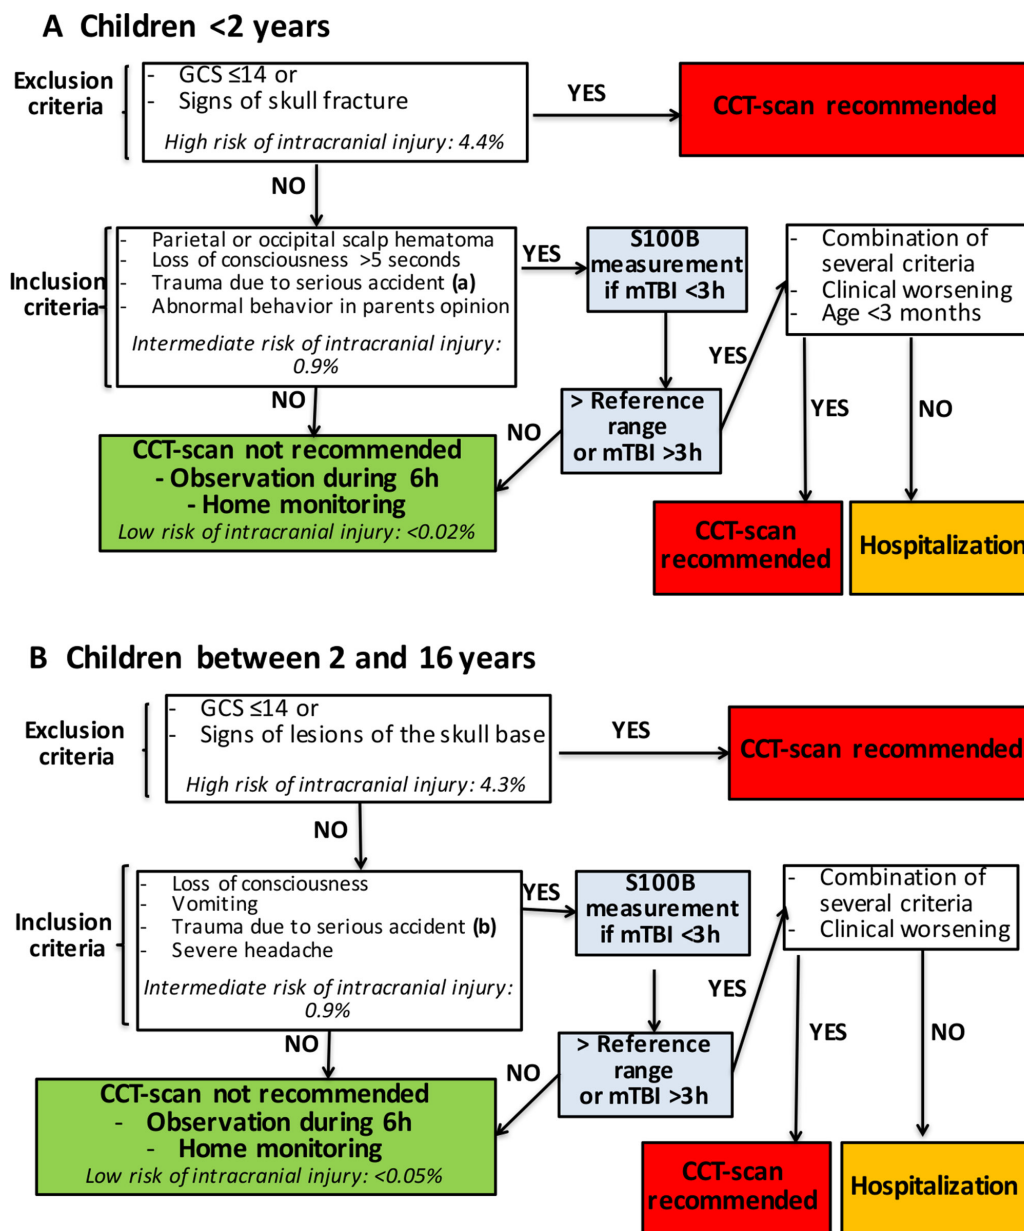 A Children <2 years
Exclusion
criteria
- GCS ≤14 or
- Signs of skull fracture
High risk of intracranial injury: 4.4%
YES
CCT-scan recommended
NO
Inclusion
criteria
- Parietal or occipital scalp hematoma
- Loss of consciousness >5 seconds
- Trauma due to serious accident (a)
- Abnormal behavior in parents opinion
Intermediate risk of intracranial injury:
0.9%
YES
S100B
measurement
if mTBI <3h
- Combination of
several criteria
- Clinical worsening
- Age <3 months
YES
NO
> Reference
range
or mTBI >3h
NO
YES
NO
CCT-scan not recommended
- Observation during 6h
- Home monitoring
Low risk of intracranial injury: <0.02%
CCT-scan
recommended
Hospitalization
B Children between 2 and 16 years
Exclusion
criteria
- GCS ≤14 or
- Signs of lesions of the skull base
High risk of intracranial injury: 4.3%
YES
CCT-scan recommended
NO
Inclusion
criteria
- Loss of consciousness
- Vomiting
- Trauma due to serious accident (b)
- Severe headache
Intermediate risk of intracranial injury:
0.9%
YES
S100B
measurement
if mTBI <3h
- Combination of
several criteria
- Clinical worsening
YES
NO
> Reference
range
or mTBI >3h
NO
YES
NO
CCT-scan not recommended
- Observation during 6h
- Home monitoring
Low risk of intracranial injury: <0.05%
CCT-scan
recommended
Hospitalization